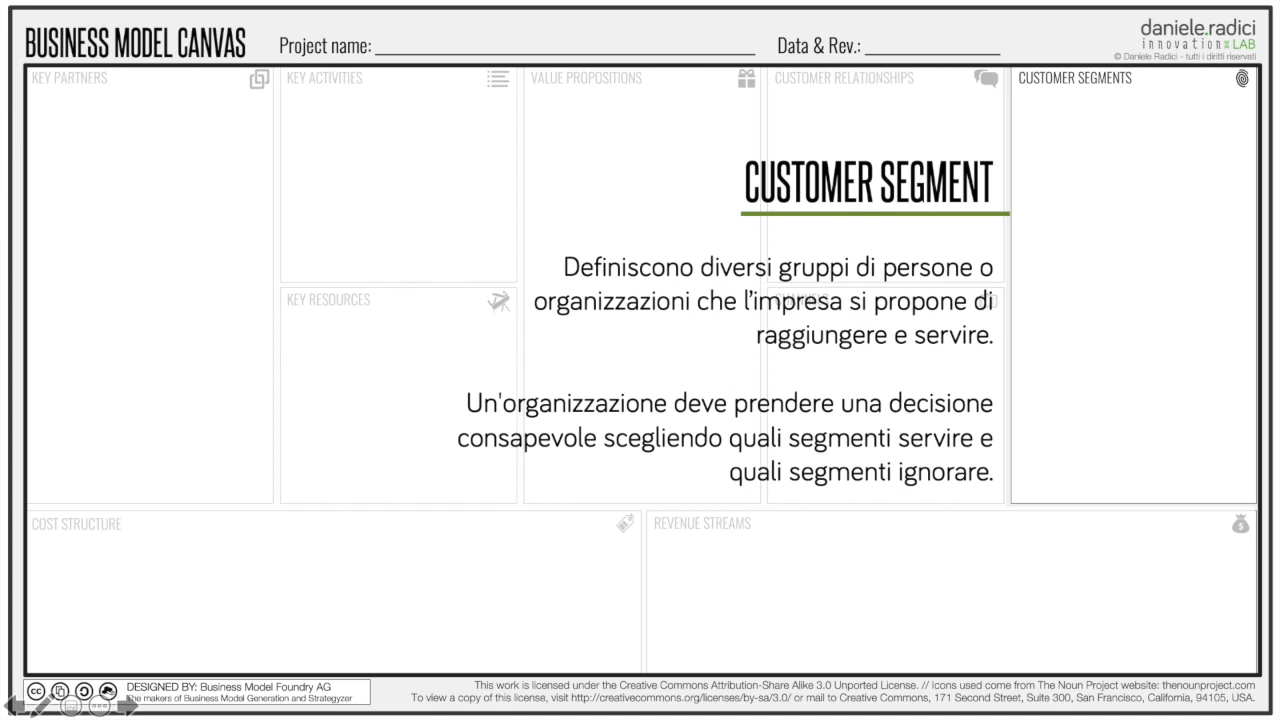 BUSINESS MODEL CANVAS
Project name:
Data & Rev.:
daniele.radici
innovation LAB
© Daniele Radici - tutti i diritti riservati
KEY PARTNERS
KEY ACTIVITIES
VALUE PROPOSITIONS
CUSTOMER RELATIONSHIPS
CUSTOMER SEGMENTS
CUSTOMER SEGMENT
Definiscono diversi gruppi di persone o
organizzazioni che l’impresa si propone di
raggiungere e servire.
KEY RESOURCES
Un'organizzazione deve prendere una decisione
consapevole scegliendo quali segmenti servire e
quali segmenti ignorare.
COST STRUCTURE
REVENUE STREAMS
DESIGNED BY: Business Model Foundry AG
The makers of Business Model Generation and Strategyzer
This work is licensed under the Creative Commons Attribution-Share Alike 3.0 Unported License. // Icons used come from The Noun Project website: thenounproject.com
To view a copy of this license, visit http://creativecommons.org/licenses/by-sa/3.0/ or mail to Creative Commons, 171 Second Street, Suite 300, San Francisco, California, 94105, USA.